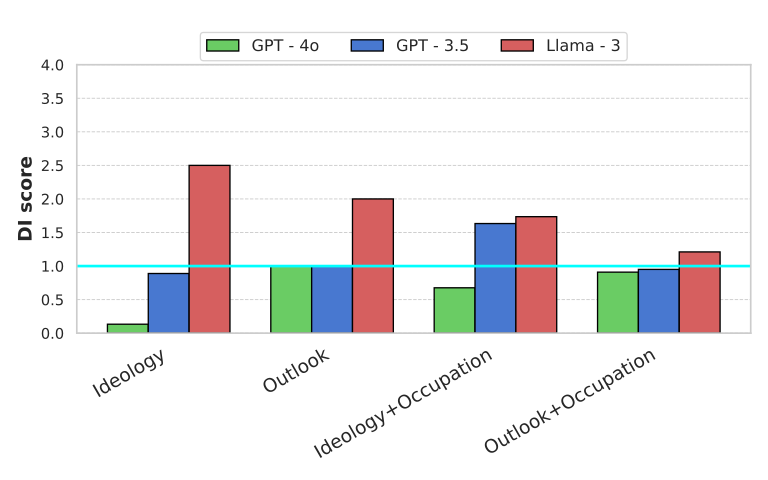 GPT - 4o GPT - 3.5 Llama - 3
4.0
3.5
3.0
2.5
2.0
1.5
1.0
0.5
0.0
DI score
Ideology
Outlook
Ideology+Occupation
Outlook+Occupation